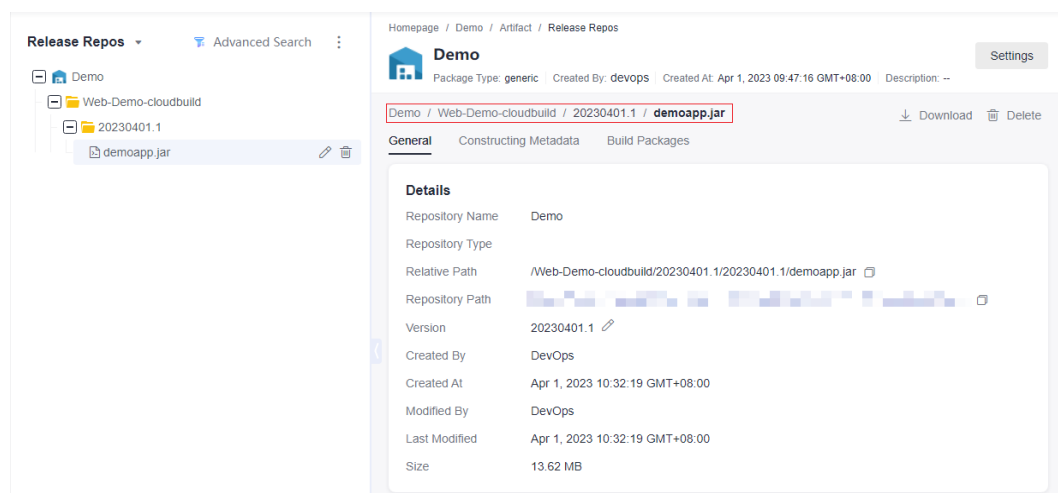 Release Repos
Advanced Search
Demo
Web-Demo-cloudbuild
20230401.1
demoapp.jar
Homepage / Demo / Artifact / Release Repos
Demo
Package Type: generic Created By: devops Created At: Apr 1, 2023 09:47:16 GMT+08:00 Description: --
Settings
Demo / Web-Demo-cloudbuild / 20230401.1 / demoapp.jar
Download Delete
General Constructing Metadata Build Packages
Details
Repository Name Demo
Repository Type
Relative Path /Web-Demo-cloudbuild/20230401.1/20230401.1/demoapp.jar
Repository Path
Version 20230401.1
Created By DevOps
Created At Apr 1, 2023 10:32:19 GMT+08:00
Modified By DevOps
Last Modified Apr 1, 2023 10:32:19 GMT+08:00
Size 13.62 MB